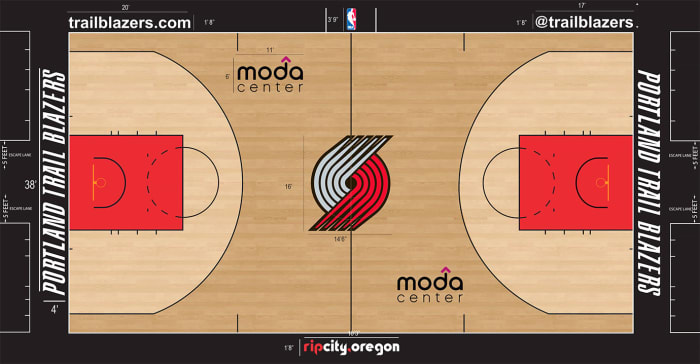 20'
trailblazers.com
1'8"
3'9"
NBA
17'
1'8"
@trailblazers
11'
6'
moda
center
PORTLAND TRAIL BLAZERS
38'
4'
5 FEET
ESCAPE LANE
5 FEET
ESCAPE LANE
16'
14'6"
moda
center
PORTLAND TRAIL BLAZERS
ESCAPE LANE
5 FEET
ESCAPE LANE
5 FEET
1'8"
ripcity.oregon